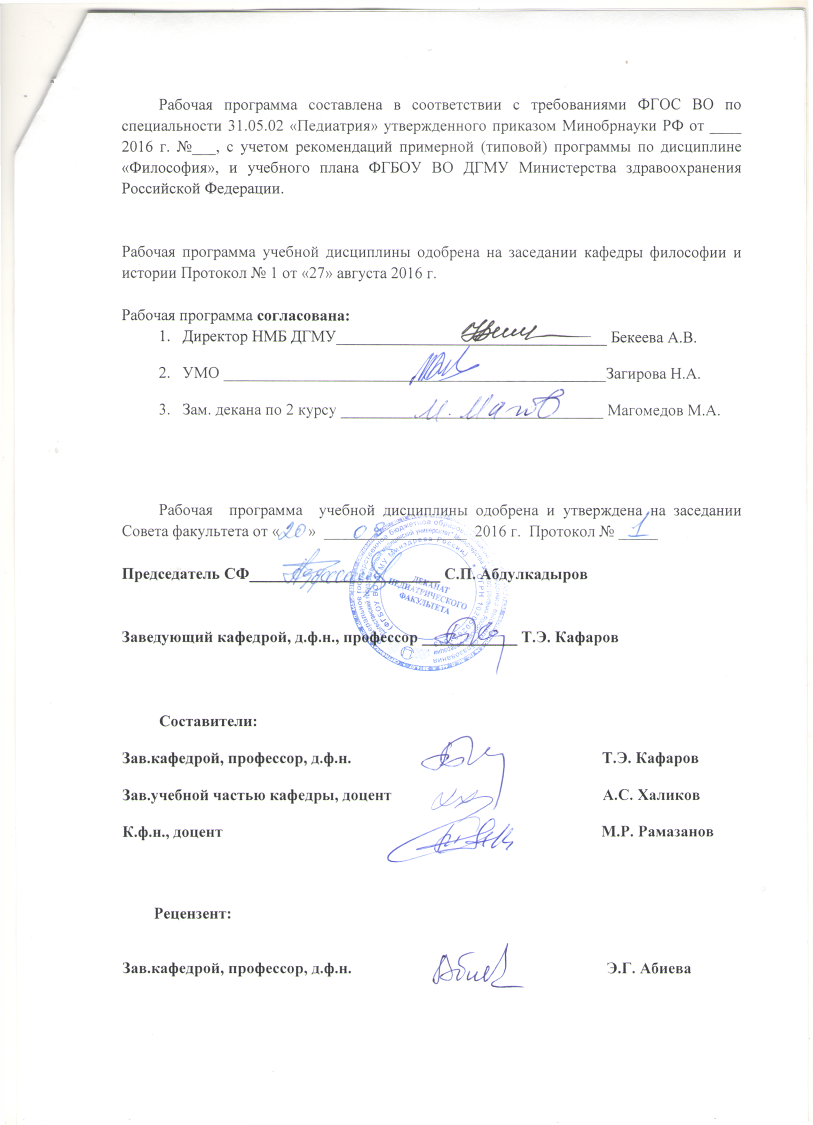 Рабочая программа составлена в соответствии с требованиями ФГОС ВО по
специальности 31.05.02 «Педиатрия» утвержденного приказом Минобрнауки РФ от ____
2016 г. №___, с учетом рекомендаций примерной (типовой) программы по дисциплине
«Философия», и учебного плана ФГБОУ ВО ДГМУ Министерства здравоохранения
Российской Федерации.
Рабочая программа учебной дисциплины одобрена на заседании кафедры философии и
истории Протокол № 1 от «27» августа 2016 г.
Рабочая программа согласована:
1. Директор НМБ ДГМУ__________ Бекеева А.В.
2. УМО __________Загирова Н.А.
3. Зам. декана по 2 курсу __________ Магомедов М.А.
Рабочая программа учебной дисциплины одобрена и утверждена на заседании
Совета факультета от «20» 08 2016 г. Протокол № 1
Председатель СФ__________ С.П. Абдулкадыров
ДЕКАНАТ
ПЕДИАТРИЧЕСКОГО
ФАКУЛЬТЕТА
Заведующий кафедрой, д.ф.н., профессор __________ Т.Э. Кафаров
Составители:
Зав.кафедрой, профессор, д.ф.н. Т.Э. Кафаров
Зав.учебной частью кафедры, доцент А.С. Халиков
К.ф.н., доцент М.Р. Рамазанов
Рецензент:
Зав.кафедрой, профессор, д.ф.н. Э.Г. Абиева